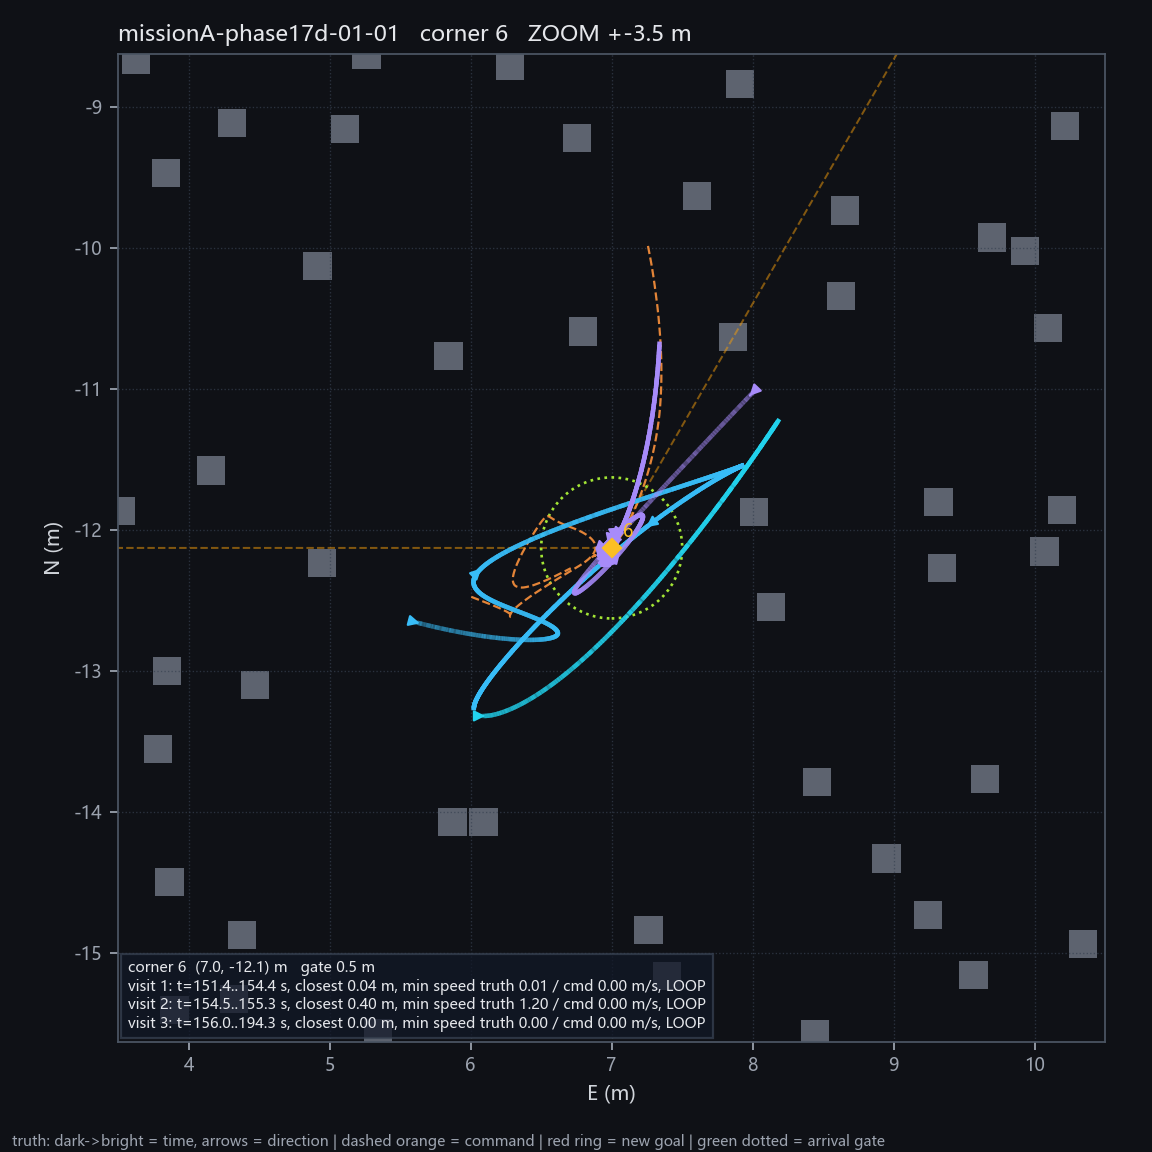 missionA-phase17d-01-01 corner 6 ZOOM +-3.5 m
-9
-10
-11
-12
-13
-14
-15
N (m)
6
corner 6 (7.0, -12.1) m gate 0.5 m
visit 1: t=151.4..154.4 s, closest 0.04 m, min speed truth 0.01 / cmd 0.00 m/s, LOOP
visit 2: t=154.5..155.3 s, closest 0.40 m, min speed truth 1.20 / cmd 0.00 m/s, LOOP
visit 3: t=156.0..194.3 s, closest 0.00 m, min speed truth 0.00 / cmd 0.00 m/s, LOOP
4 5 6 7 8 9 10
E (m)
truth: dark->bright = time, arrows = direction | dashed orange = command | red ring = new goal | green dotted = arrival gate